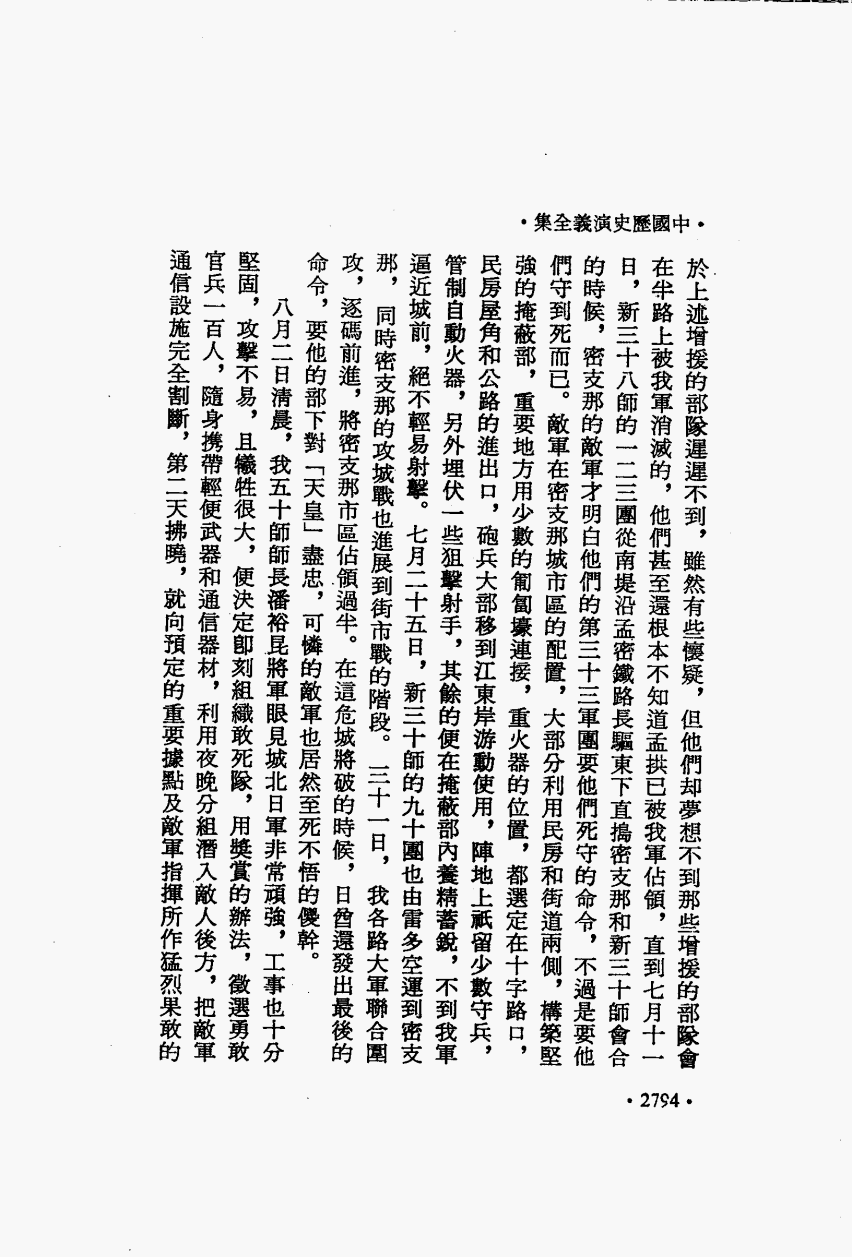 •中國歷史演義全集•
於上述增援的部隊遲遲不到，雖然有些懷疑，但他們却夢想不到那些增援的部隊會
在半路上被我軍消滅的，他們甚至還根本不知道孟拱已被我軍佔領，直到七月十一
日，新三十八師的一一三團從南堤沿孟密鐵路長驅東下直搗密支那和新三十師會合
的時候，密支那的敵軍才明白他們的第三十三軍團要他們死守的命令，不過是要他
們守到死而已。敵軍在密支那城市區的配置，大部分利用民房和街道兩側，構築堅
強的掩蔽部，重要地方用少數的匍匐壕連接，重火器的位置，都選定在十字路口，
民房屋角和公路的進出口，砲兵大部移到江東岸游動使用，陣地上祇留少數守兵，
管制自動火器，另外埋伏一些狙擊射手，其餘的便在掩蔽部內養精蓄銳，不到我軍
逼近城前，絕不輕易射擊。七月二十五日，新三十師的九十團也由雷多空運到密支
那，同時密支那的攻城戰也進展到街市戰的階段。三十一日，我各路大軍聯合圍
攻，逐碼前進，將密支那市區佔領過半。在這危城將破的時候，日酋還發出最後的
命令，要他的部下對「天皇」盡忠，可憐的敵軍也居然至死不悟的儍幹。
八月二日清晨，我五十師師長潘裕昆將軍眼見城北日軍非常頑強，工事也十分
堅固，攻擊不易，且犧牲很大，便決定卽刻組織敢死隊，用獎賞的辦法，徵選勇敢
官兵一百人，隨身携帶輕便武器和通信器材，利用夜晚分組潛入敵人後方，把敵軍
通信設施完全割斷，第二天拂曉，就向預定的重要據點及敵軍指揮所作猛烈果敢的
•2794•